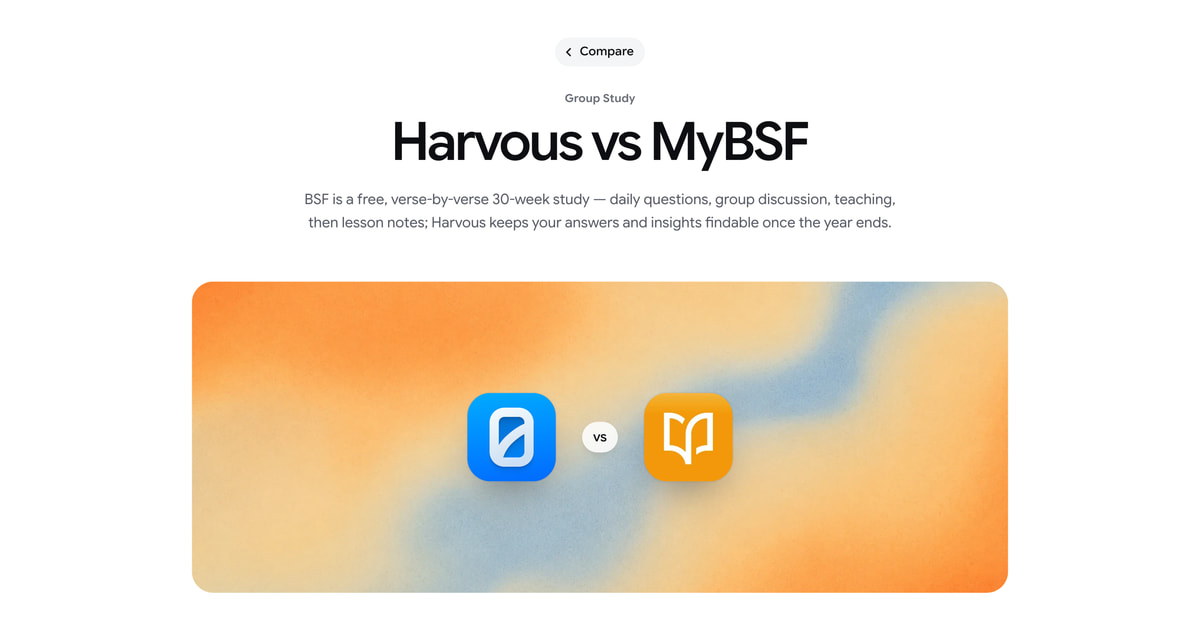 Compare
Group Study
Harvous vs MyBSF
BSF is a free, verse-by-verse 30-week study — daily questions, group discussion, teaching,
then lesson notes; Harvous keeps your answers and insights findable once the year ends.
vs